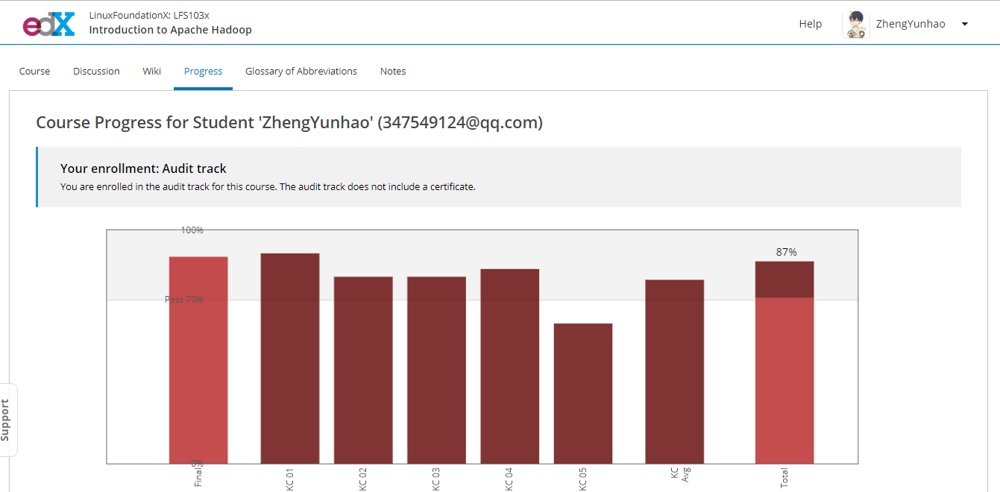 edX
LinuxFoundationX: LFS103x
Introduction to Apache Hadoop
Help
ZhengYunhao
Course
Discussion
Wiki
Progress
Glossary of Abbreviations
Notes
Course Progress for Student 'ZhengYunhao' (347549124@qq.com)
Your enrollment: Audit track
You are enrolled in the audit track for this course. The audit track does not include a certificate.
100%
87%
Pass 70%
0%
Final
KC 01
KC 02
KC 03
KC 04
KC 05
KC
Avg
Total
Support